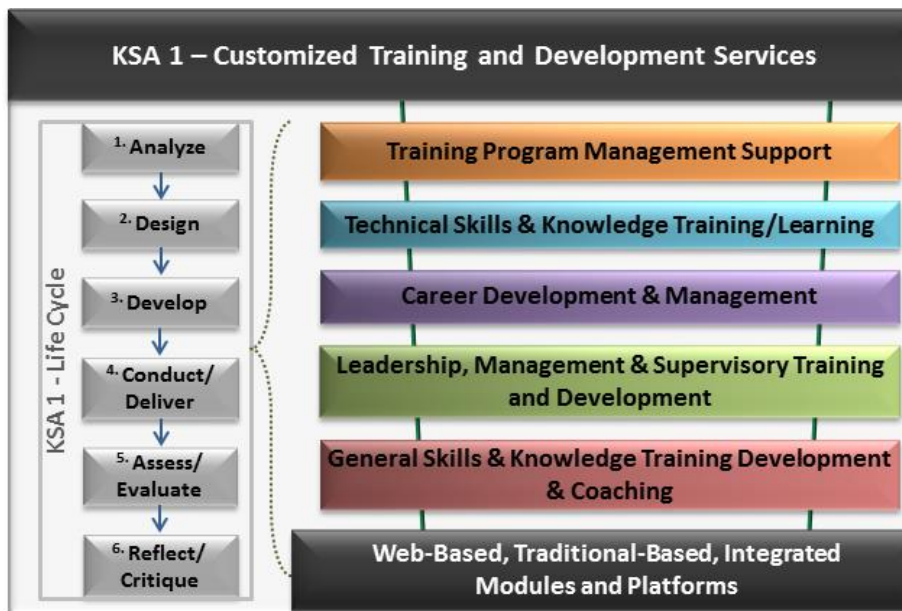 KSA 1 – Customized Training and Development Services
KSA 1 - Life Cycle
1. Analyze
2. Design
3. Develop
4. Conduct/
Deliver
5. Assess/
Evaluate
6. Reflect/
Critique
Training Program Management Support
Technical Skills & Knowledge Training/Learning
Career Development & Management
Leadership, Management & Supervisory Training
and Development
General Skills & Knowledge Training Development
& Coaching
Web-Based, Traditional-Based, Integrated
Modules and Platforms